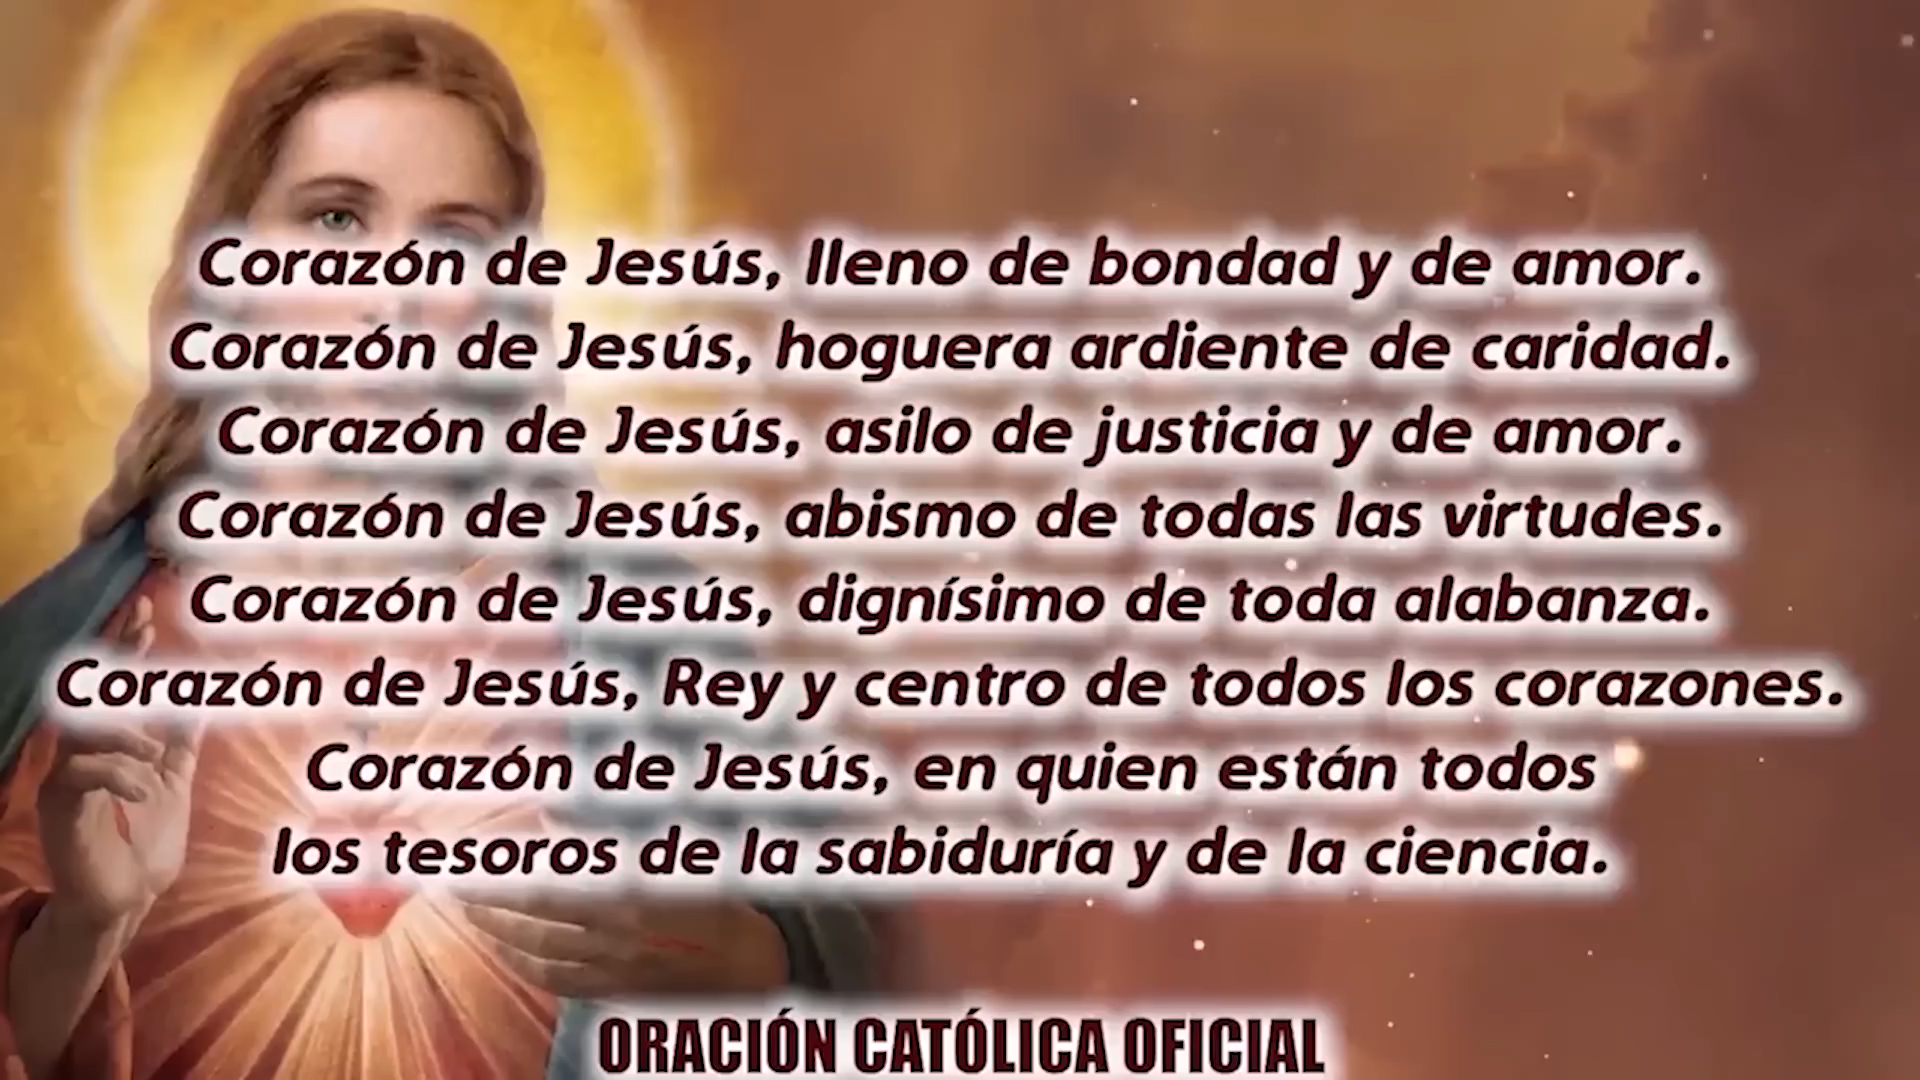 Corazón de Jesús, lleno de bondad y de amor.
Corazón de Jesús, hoguera ardiente de caridad.
Corazón de Jesús, asilo de justicia y de amor.
Corazón de Jesús, abismo de todas las virtudes.
Corazón de Jesús, dignísimo de toda alabanza.
Corazón de Jesús, Rey y centro de todos los corazones.
Corazón de Jesús, en quien están todos
los tesoros de la sabiduría y de la ciencia.
ORACIÓN CATÓLICA OFICIAL